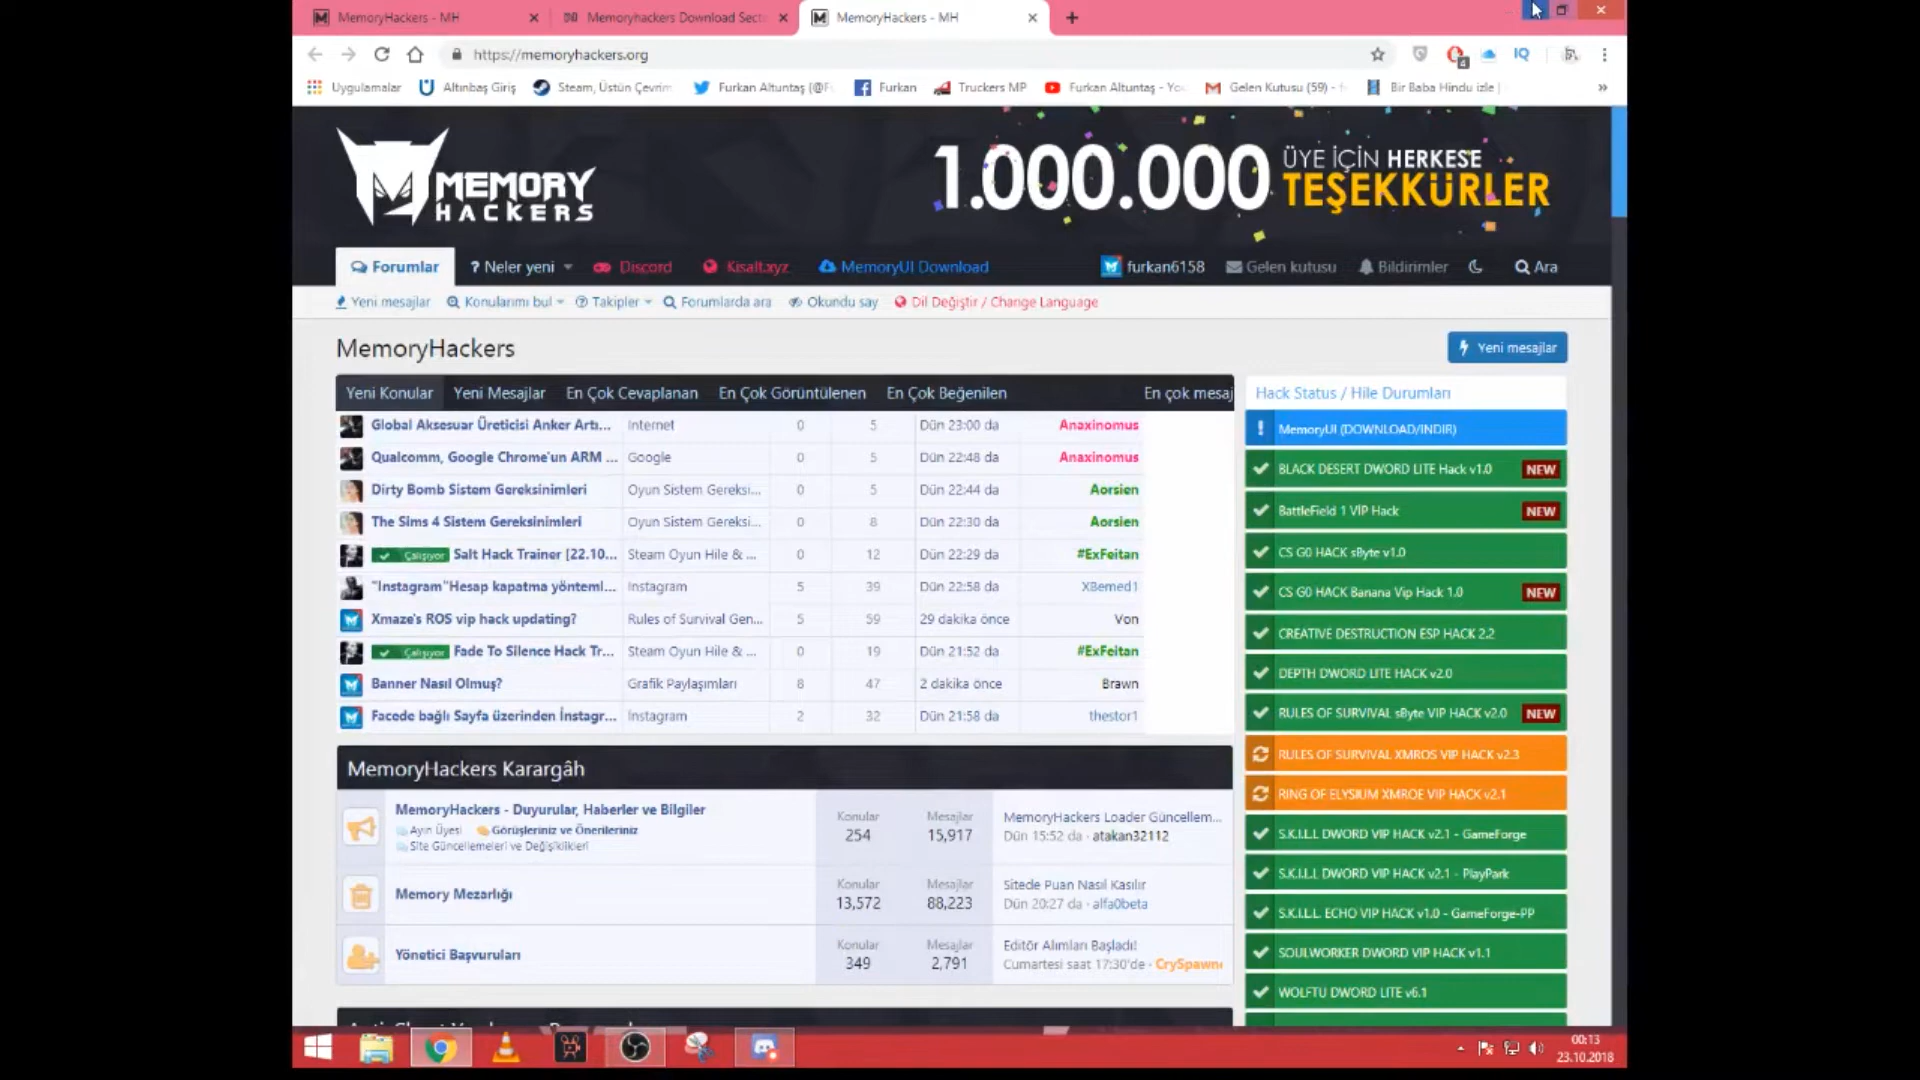 MemoryHackers - MH
Memoryhackers Download Sect
MemoryHackers - MH
https://memoryhackers.org
4
IQ
Uygulamalar
Altınbaş Giriş
Steam, Üstün Çevrim
Furkan Altuntaş (@F
Furkan
Truckers MP
Furkan Altuntaş - Yo
Gelen Kutusu (59) - f
Bir Baba Hindu izle |
MEMORY
HACKERS
1.000.000
ÜYE İÇİN HERKESE
TEŞEKKÜRLER
Forumlar
? Neler yeni
Discord
Kisalt.xyz
MemoryUI Download
furkan6158
Gelen kutusu
Bildirimler
Ara
Yeni mesajlar
Konularımı bul
Takipler
Forumlarda ara
Okundu say
Dil Değiştir / Change Language
MemoryHackers
Yeni mesajlar
Yeni Konular
Yeni Mesajlar
En Çok Cevaplanan
En Çok Görüntülenen
En Çok Beğenilen
En çok mesaj
Global Aksesuar Üreticisi Anker Artı... Internet 0 5 Dün 23:00 da Anaxinomus
Qualcomm, Google Chrome'un ARM ... Google 0 5 Dün 22:48 da Anaxinomus
Dirty Bomb Sistem Gereksinimleri Oyun Sistem Gereksi... 0 5 Dün 22:44 da Aorsien
The Sims 4 Sistem Gereksinimleri Oyun Sistem Gereksi... 0 8 Dün 22:30 da Aorsien
Çalışıyor Salt Hack Trainer [22.10... Steam Oyun Hile & ... 0 12 Dün 22:29 da #ExFeitan
"Instagram"Hesap kapatma yönteml... Instagram 5 39 Dün 22:58 da XBemed1
Xmaze's ROS vip hack updating? Rules of Survival Gen... 5 59 29 dakika önce Von
Çalışıyor Fade To Silence Hack Tr... Steam Oyun Hile & ... 0 19 Dün 21:52 da #ExFeitan
Banner Nasıl Olmuş? Grafik Paylaşımları 8 47 2 dakika önce Brawn
Facede bağlı Sayfa üzerinden İnstagr... Instagram 2 32 Dün 21:58 da thestor1
MemoryHackers Karargâh
MemoryHackers - Duyurular, Haberler ve Bilgiler
Ayın Üyesi
Görüşleriniz ve Önerileriniz
Site Güncellemeleri ve Değişiklikleri
Konular
254
Mesajlar
15,917
MemoryHackers Loader Güncellem...
Dün 15:52 da · atakan32112
Memory Mezarlığı
Konular
13,572
Mesajlar
88,223
Sitede Puan Nasıl Kasılır
Dün 20:27 da · alfa0beta
Yönetici Başvuruları
Konular
349
Mesajlar
2,791
Editör Alımları Başladı!
Cumartesi saat 17:30'de · CrySpawn
Hack Status / Hile Durumları
MemoryUI (DOWNLOAD/INDIR)
BLACK DESERT DWORD LITE Hack v1.0 NEW
BattleField 1 VIP Hack NEW
CS G0 HACK sByte v1.0
CS G0 HACK Banana Vip Hack 1.0 NEW
CREATIVE DESTRUCTION ESP HACK 2.2
DEPTH DWORD LITE HACK v2.0
RULES OF SURVIVAL sByte VIP HACK v2.0 NEW
RULES OF SURVIVAL XMROS VIP HACK v2.3
RING OF ELYSIUM XMROE VIP HACK v2.1
S.K.I.L.L DWORD VIP HACK v2.1 - GameForge
S.K.I.L.L DWORD VIP HACK v2.1 - PlayPark
S.K.I.L.L. ECHO VIP HACK v1.0 - GameForge-PP
SOULWORKER DWORD VIP HACK v1.1
WOLFTU DWORD LITE v6.1
00:13
23.10.2018